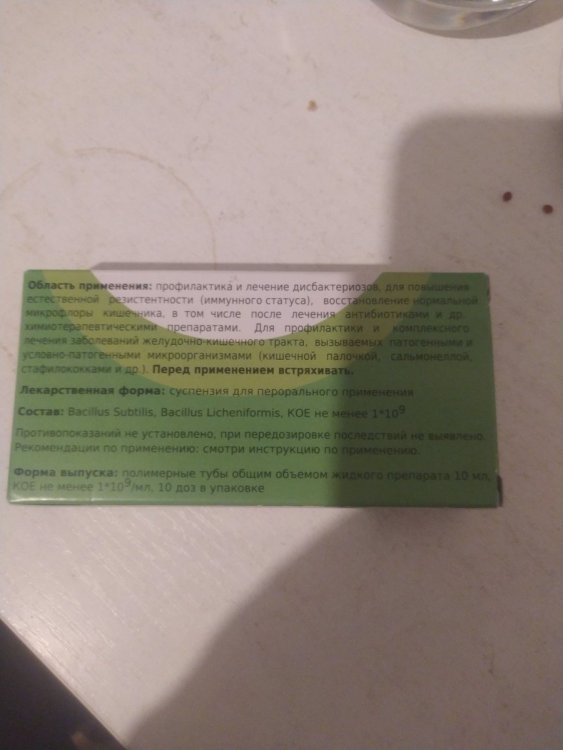 Область применения: профилактика и лечение дисбактериозов, для повышения
естественной резистентности (иммунного статуса), восстановление нормальной
микрофлоры кишечника, в том числе после лечения антибиотиками и др.
химиотерапевтическими препаратами. Для профилактики и комплексного
лечения заболеваний желудочно-кишечного тракта, вызываемых патогенными и
условно-патогенными микроорганизмами (кишечной палочкой, сальмонеллой,
стафилококками и др.). Перед применением встряхивать.
Лекарственная форма: суспензия для перорального применения
Состав: Bacillus Subtilis, Bacillus Licheniformis, КОЕ не менее 1*10⁹
Противопоказаний не установлено, при передозировке последствий не выявлено.
Рекомендации по применению: смотри инструкцию по применению.
Форма выпуска: полимерные тубы общим объемом жидкого препарата 10 мл,
КОЕ не менее 1*10⁹/мл, 10 доз в упаковке